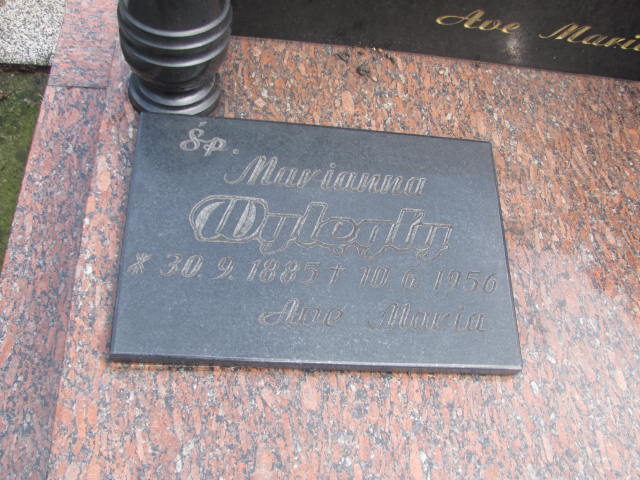 Ave Maria
Śp.
Marianna
Wyległy
* 30. 9. 1885 † 10. 6. 1956
Ave Maria